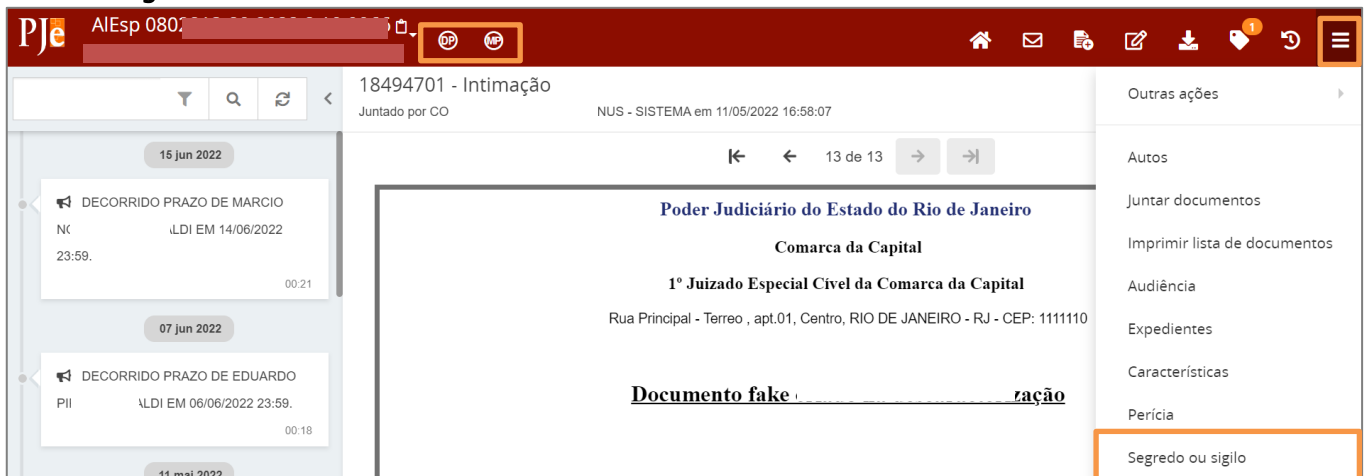 PJe
AlEsp 0802
DP MP
1
18494701 - Intimação
Juntado por CO NUS - SISTEMA em 11/05/2022 16:58:07
13 de 13
15 jun 2022
DECORRIDO PRAZO DE MARCIO
LDI EM 14/06/2022
23:59.
00:21
07 jun 2022
DECORRIDO PRAZO DE EDUARDO
ALDI EM 06/06/2022 23:59.
00:18
11 mai 2022
Poder Judiciário do Estado do Rio de Janeiro
Comarca da Capital
1º Juizado Especial Cível da Comarca da Capital
Rua Principal - Terreo , apt.01, Centro, RIO DE JANEIRO - RJ - CEP: 1111110
Documento fake
Outras ações
Autos
Juntar documentos
Imprimir lista de documentos
Audiência
Expedientes
Características
Perícia
Segredo ou sigilo